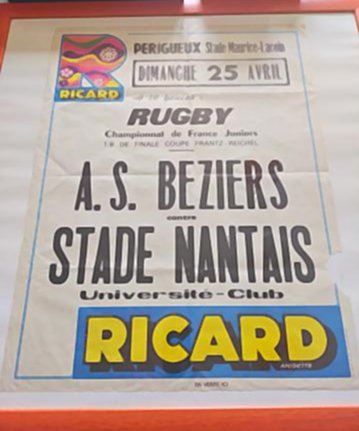 PERIGUEUX Stade Maurice-Lacoin
DIMANCHE 25 AVRIL
RICARD
RUGBY
Championnat de France Juniors
1/8 DE FINALE COUPE FRANTZ-REICHEL
A.S. BEZIERS
contre
STADE NANTAIS
Université-Club
RICARD
ANISETTE